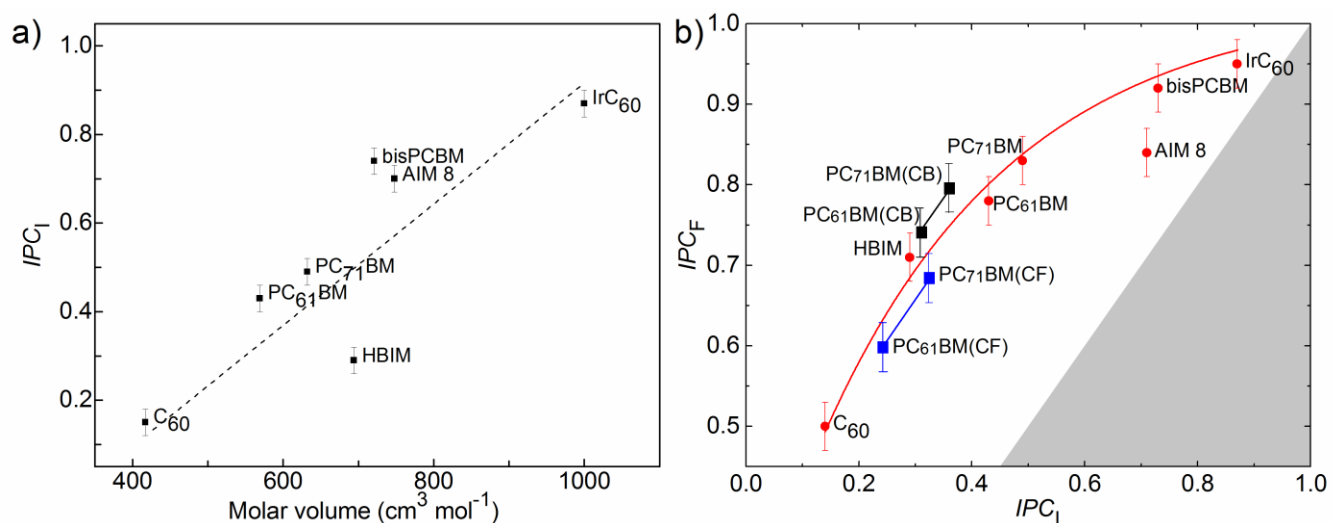 a)
IPC_I
1.0
0.8
0.6
0.4
0.2
400
600
800
1000
Molar volume (cm³ mol⁻¹)
IrC₆₀
bisPCBM
AIM 8
PC₇₁BM
PC₆₁BM
HBIM
C₆₀
b)
IPC_F
1.0
0.9
0.8
0.7
0.6
0.5
0.0
0.2
0.4
0.6
0.8
1.0
IPC_I
IrC₆₀
bisPCBM
AIM 8
PC₇₁BM
PC₇₁BM(CB)
PC₆₁BM
PC₆₁BM(CB)
HBIM
PC₇₁BM(CF)
PC₆₁BM(CF)
C₆₀